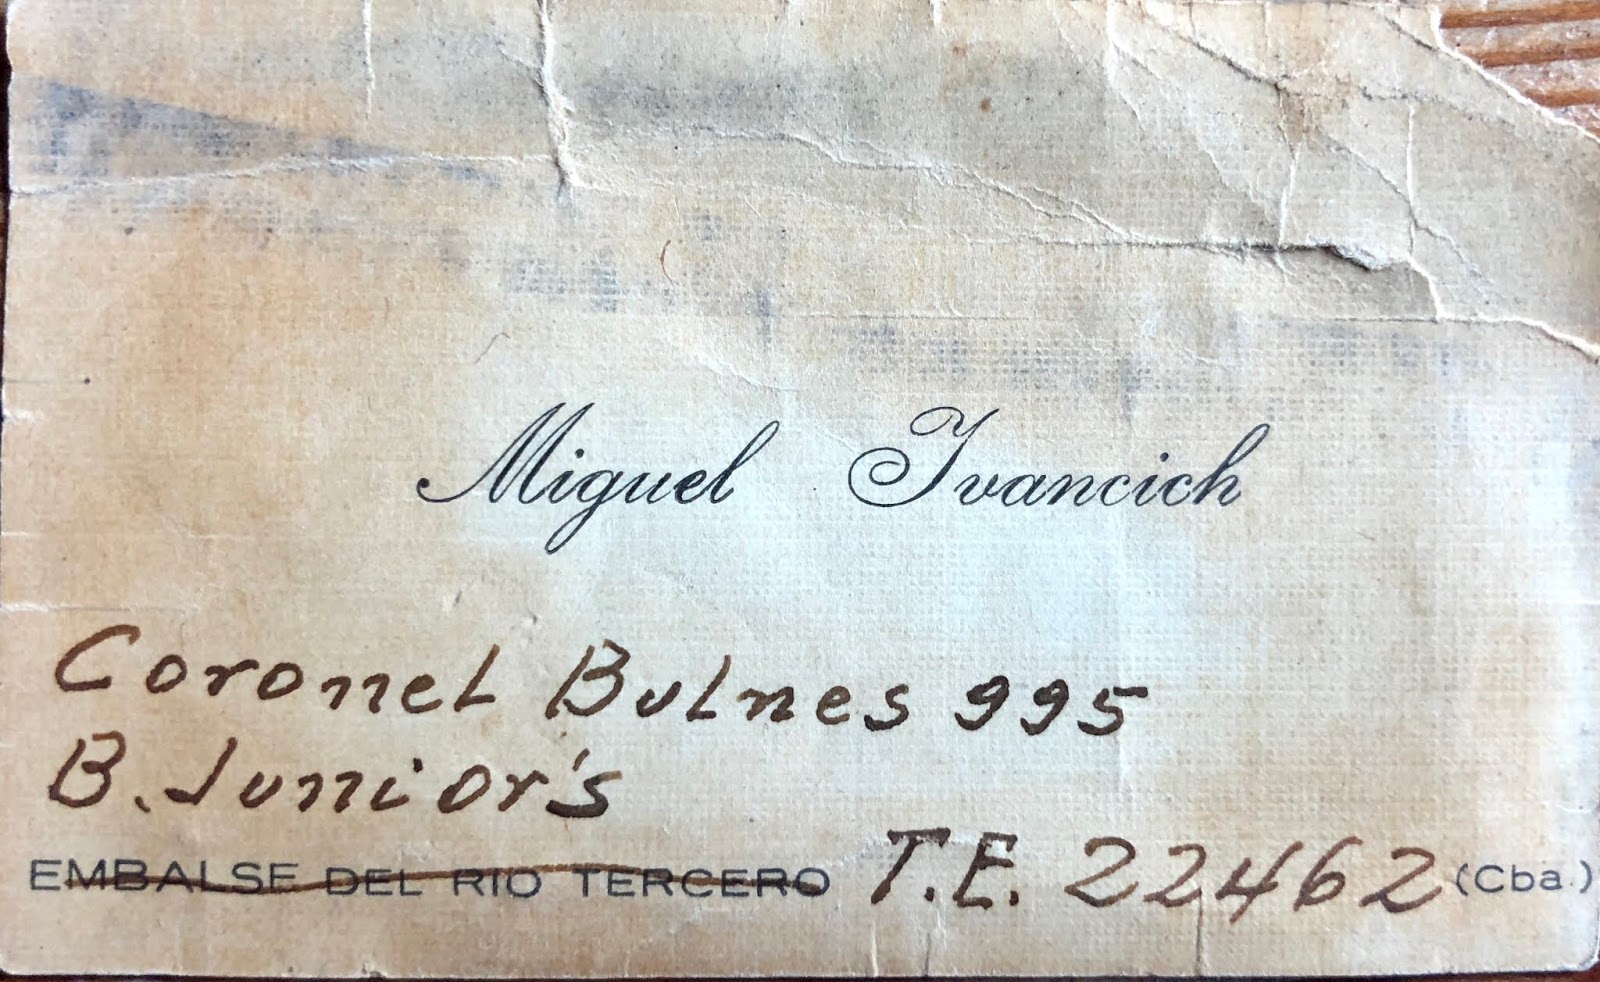 Miguel Ivancich
Coronel Bulnes 995
B. Junior's
EMBALSE DEL RIO TERCERO T.E. 22462 (Cba.)